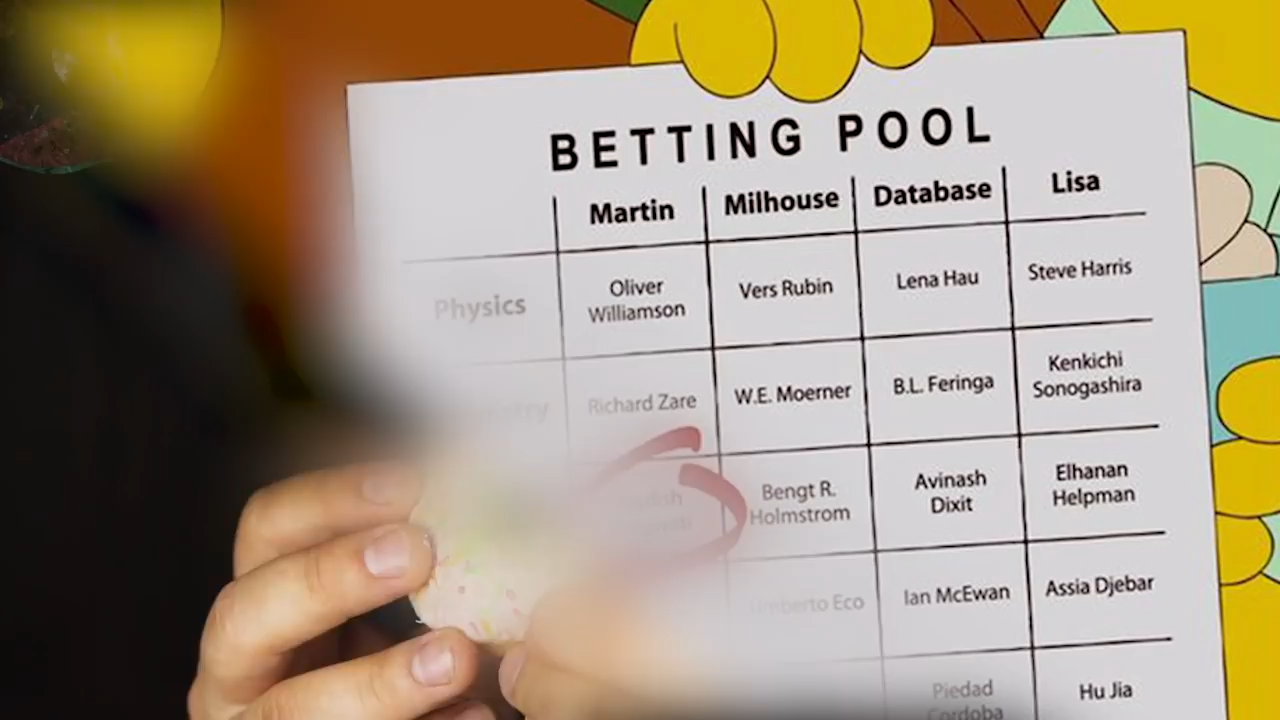 BETTING POOL
Martin Milhouse Database Lisa
Physics Oliver Williamson Vers Rubin Lena Hau Steve Harris
Richard Zare W.E. Moerner B.L. Feringa Kenkichi Sonogashira
Bengt R. Holmstrom Avinash Dixit Elhanan Helpman
Umberto Eco Ian McEwan Assia Djebar
Piedad Cordoba Hu Jia